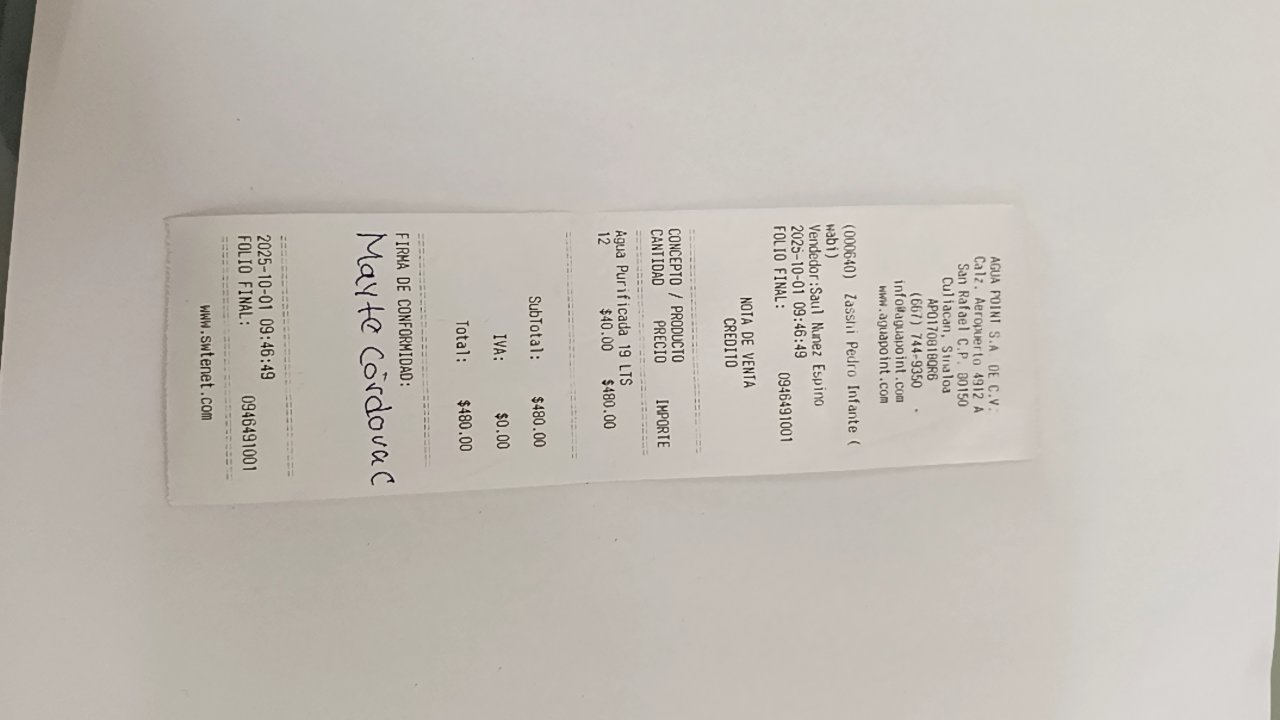 AGUA POINT S.A. DE C.V.
Calz. Aeropuerto 4912 A
San Rafael C.P. 80150
Culiacan, Sinaloa
APO170818QR6
(667) 744-9350
info@aguapoint.com
www.aguapoint.com
(000640) Zasshi Pedro Infante (
wabi)
Vendedor:Saul Nunez Espino
2025-10-01 09:46:49
FOLIO FINAL: 0946491001
NOTA DE VENTA
CREDITO
CONCEPTO / PRODUCTO
CANTIDAD PRECIO IMPORTE
Agua Purificada 19 LTS
12 $40.00 $480.00
SubTotal: $480.00
IVA: $0.00
Total: $480.00
FIRMA DE CONFORMIDAD:
Mayte Córdova C
2025-10-01 09:46:49
FOLIO FINAL: 0946491001
www.swtenet.com